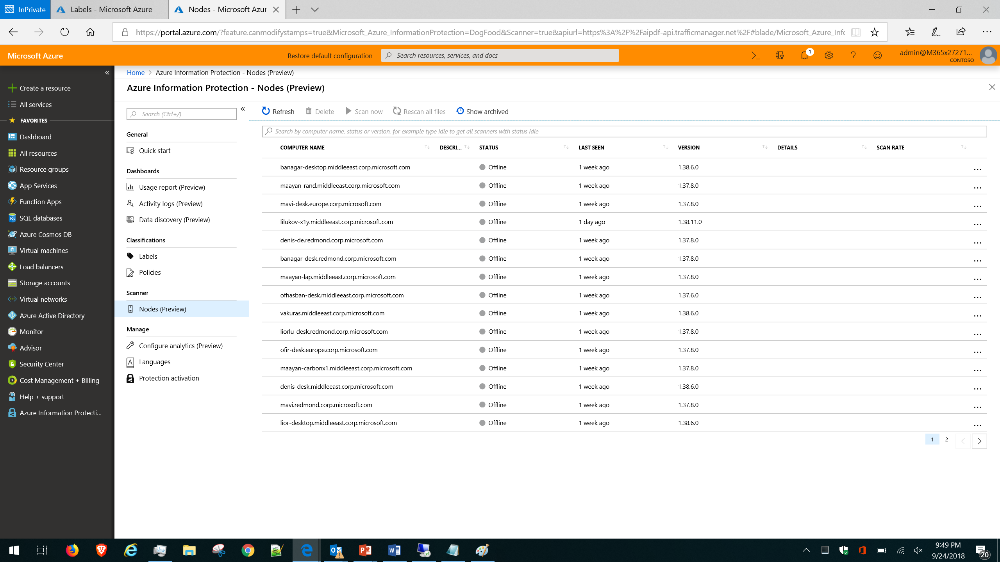 InPrivate
Labels - Microsoft Azure
Nodes - Microsoft Azur
https://portal.azure.com/?feature.canmodifystamps=true&Microsoft_Azure_InformationProtection=DogFood&Scanner=true&apiurl=https%3A%2F%2Faipdf-api.trafficmanager.net%2F#blade/Microsoft_Azure_Info
Microsoft Azure
Restore default configuration
Search resources, services, and docs
1
admin@M365x27271...
CONTOSO
Home > Azure Information Protection - Nodes (Preview)
Azure Information Protection - Nodes (Preview)
Create a resource
All services
FAVORITES
Dashboard
All resources
Resource groups
App Services
Function Apps
SQL databases
Azure Cosmos DB
Virtual machines
Load balancers
Storage accounts
Virtual networks
Azure Active Directory
Monitor
Advisor
Security Center
Cost Management + Billing
Help + support
Azure Information Protecti...
Search (Ctrl+/)
General
Quick start
Dashboards
Usage report (Preview)
Activity logs (Preview)
Data discovery (Preview)
Classifications
Labels
Policies
Scanner
Nodes (Preview)
Manage
Configure analytics (Preview)
Languages
Protection activation
Refresh Delete Scan now Rescan all files Show archived
Search by computer name, status or version, for example type Idle to get all scanners with status Idle
COMPUTER NAME DESCRI... STATUS LAST SEEN VERSION DETAILS SCAN RATE
banagar-desktop.middleeast.corp.microsoft.com Offline 1 week ago 1.38.6.0 ...
maayan-rand.middleeast.corp.microsoft.com Offline 1 week ago 1.37.8.0 ...
mavi-desk.europe.corp.microsoft.com Offline 1 week ago 1.37.8.0 ...
lilukov-x1y.middleeast.corp.microsoft.com Offline 1 day ago 1.38.11.0 ...
denis-de.redmond.corp.microsoft.com Offline 1 week ago 1.37.8.0 ...
banagar-desk.redmond.corp.microsoft.com Offline 1 week ago 1.37.8.0 ...
maayan-lap.middleeast.corp.microsoft.com Offline 1 week ago 1.37.8.0 ...
ofhasban-desk.middleeast.corp.microsoft.com Offline 1 week ago 1.37.6.0 ...
vakuras.middleeast.corp.microsoft.com Offline 1 week ago 1.38.6.0 ...
liorlu-desk.redmond.corp.microsoft.com Offline 1 week ago 1.37.8.0 ...
ofir-desk.europe.corp.microsoft.com Offline 1 week ago 1.37.8.0 ...
maayan-carbonx1.middleeast.corp.microsoft.com Offline 1 week ago 1.37.8.0 ...
denis-desk.middleeast.corp.microsoft.com Offline 1 week ago 1.38.6.0 ...
mavi.redmond.corp.microsoft.com Offline 1 week ago 1.37.8.0 ...
lior-desktop.middleeast.corp.microsoft.com Offline 1 week ago 1.38.6.0 ...
1 2
9:49 PM
9/24/2018
20